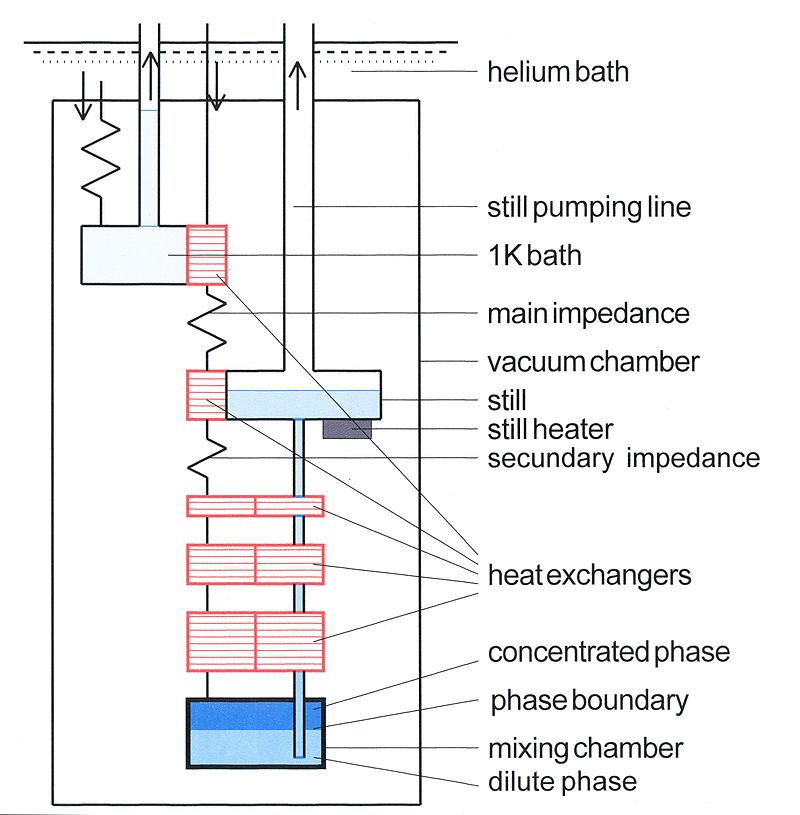 helium bath
still pumping line
1K bath
main impedance
vacuum chamber
still
still heater
secundary impedance
heat exchangers
concentrated phase
phase boundary
mixing chamber
dilute phase